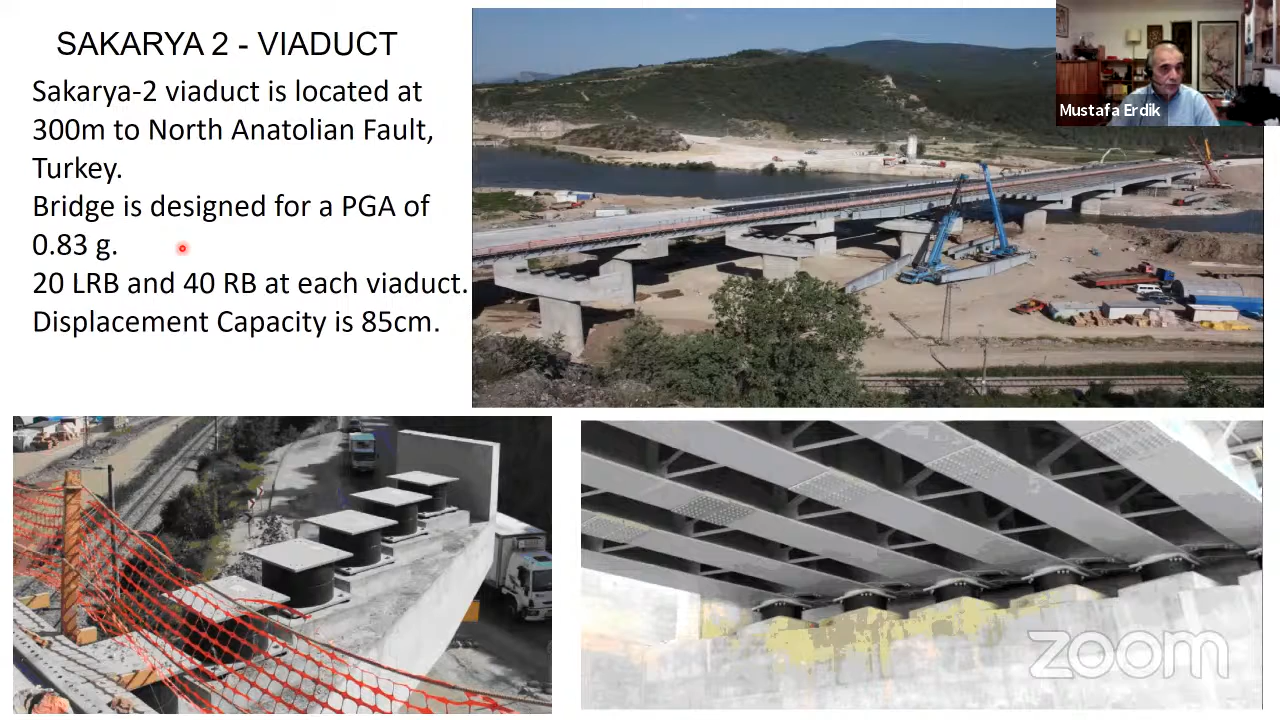 SAKARYA 2 - VIADUCT
Sakarya-2 viaduct is located at
300m to North Anatolian Fault,
Turkey.
Bridge is designed for a PGA of
0.83 g.
20 LRB and 40 RB at each viaduct.
Displacement Capacity is 85cm.
Mustafa Erdik
zoom